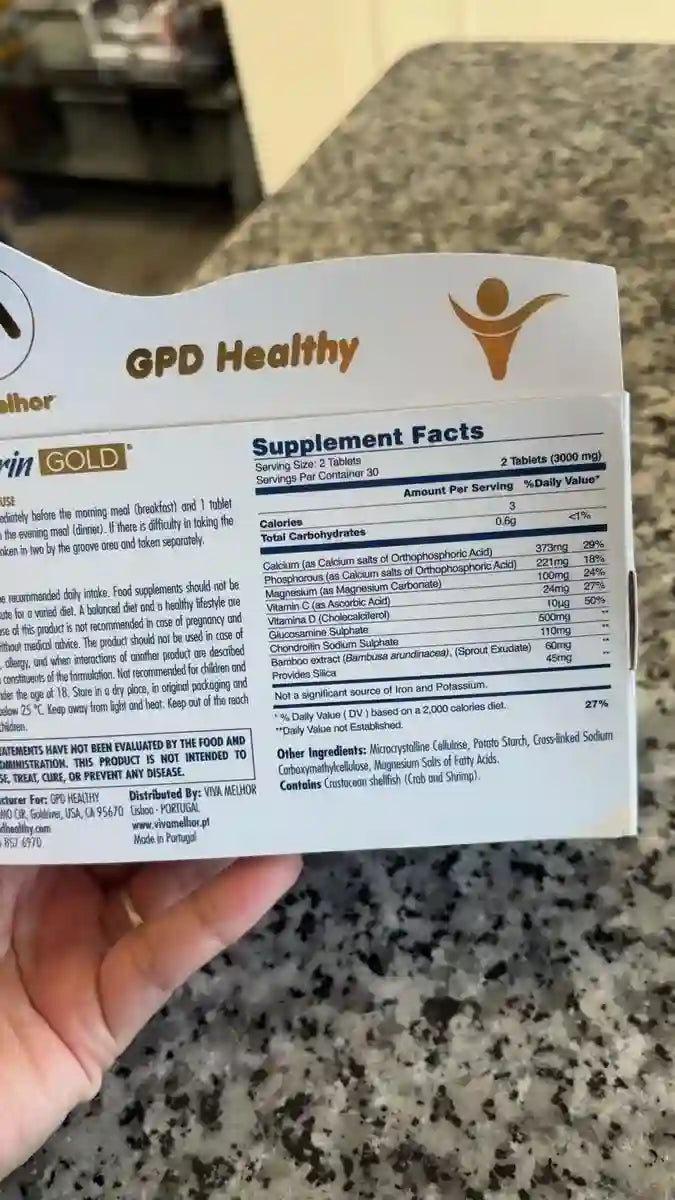 GPD Healthy
elhor
rin GOLD
USE
ediately before the morning meal (breakfast) and 1 tablet
the evening meal (dinner). If there is difficulty in taking the
aken in two by the groove area and taken separately.
e recommended daily intake. Food supplements should not be
ute for a varied diet. A balanced diet and a healthy lifestyle are
use of this product is not recommended in case of pregnancy and
without medical advice. The product should not be used in case of
, allergy, and when interactions of another product are described
constituents of the formulation. Not recommended for children and
nder the age of 18. Store in a dry place, in original packaging and
below 25 °C. Keep away from light and heat. Keep out of the reach
children.
ATEMENTS HAVE NOT BEEN EVALUATED BY THE FOOD AND
DMINISTRATION. THIS PRODUCT IS NOT INTENDED TO
SE, TREAT, CURE, OR PREVENT ANY DISEASE.
cturer For: GPD HEALTHY
MO CIR, Goldriver, USA, CA 95670
dhealthy.com
857 6970
Distributed By: VIVA MELHOR
Lisboa - PORTUGAL
www.vivamelhor.pt
Made in Portugal
Supplement Facts
Serving Size: 2 Tablets
Servings Per Container 30
2 Tablets (3000 mg)
Amount Per Serving %Daily Value*
Calories 3
Total Carbohydrates 0.6g <1%
Calcium (as Calcium salts of Orthophosphoric Acid) 373mg 29%
Phosphorous (as Calcium salts of Orthophosphoric Acid) 221mg 18%
Magnesium (as Magnesium Carbonate) 100mg 24%
Vitamin C (as Ascorbic Acid) 24mg 27%
Vitamina D (Cholecalciferol) 10µg 50%
Glucosamine Sulphate 500mg **
Chondroitin Sodium Sulphate 110mg **
Bamboo extract (Bambusa arundinacea), (Sprout Exudate) 60mg **
Provides Silica 45mg
Not a significant source of Iron and Potassium.
* % Daily Value ( DV ) based on a 2,000 calories diet. 27%
**Daily Value not Established.
Other Ingredients: Microcrystalline Cellulose, Potato Starch, Cross-linked Sodium
Carboxymethylcellulose, Magnesium Salts of Fatty Acids.
Contains Crustacean shellfish (Crab and Shrimp).